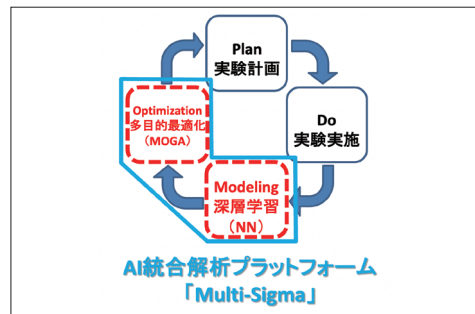 Plan
実験計画
Do
実験実施
Modeling
深層学習
（NN）
Optimization
多目的最適化
（MOGA）
AI統合解析プラットフォーム
「Multi-Sigma」